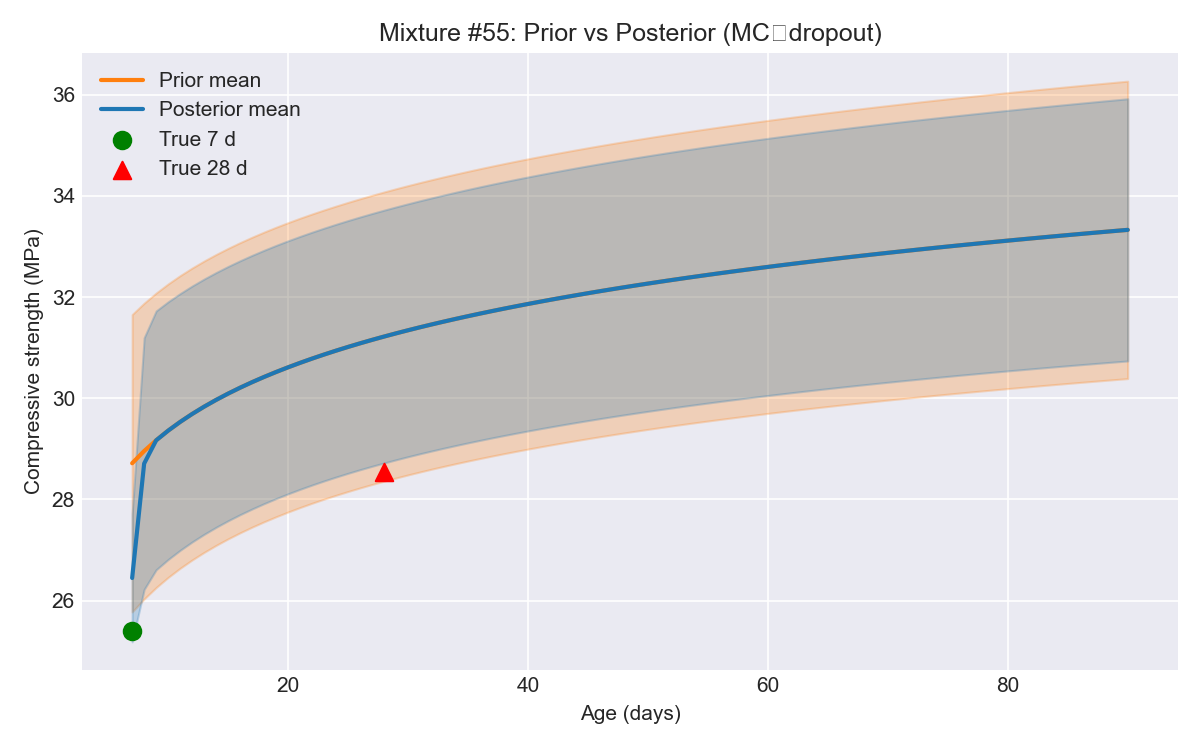 Mixture #55: Prior vs Posterior (MC□dropout)
Prior mean
Posterior mean
True 7 d
True 28 d
Compressive strength (MPa)
36
34
32
30
28
26
20
40
60
80
Age (days)